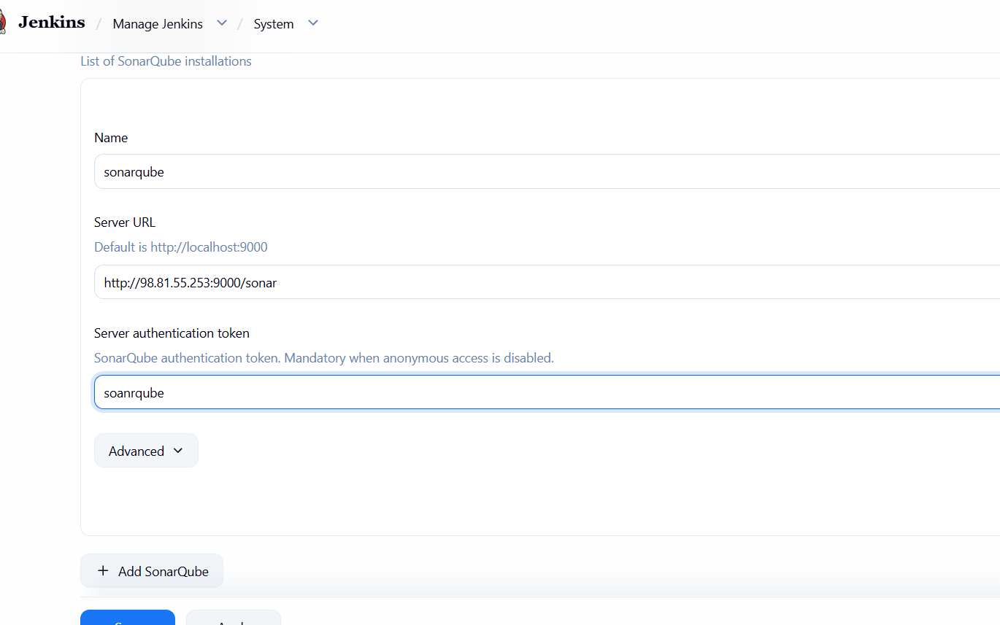 Jenkins / Manage Jenkins / System
List of SonarQube installations
Name
sonarqube
Server URL
Default is http://localhost:9000
http://98.81.55.253:9000/sonar
Server authentication token
SonarQube authentication token. Mandatory when anonymous access is disabled.
soanrqube
Advanced
+ Add SonarQube